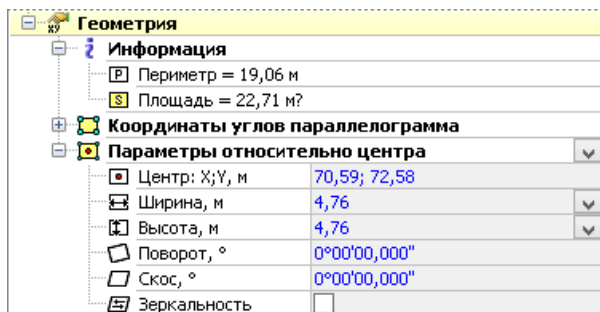 Геометрия
Информация
P Периметр = 19,06 м
S Площадь = 22,71 м?
Координаты углов параллелограмма
Параметры относительно центра
Центр: X;Y, м 70,59; 72,58
Ширина, м 4,76
Высота, м 4,76
Поворот, ° 0°00'00,000"
Скос, ° 0°00'00,000"
Зеркальность